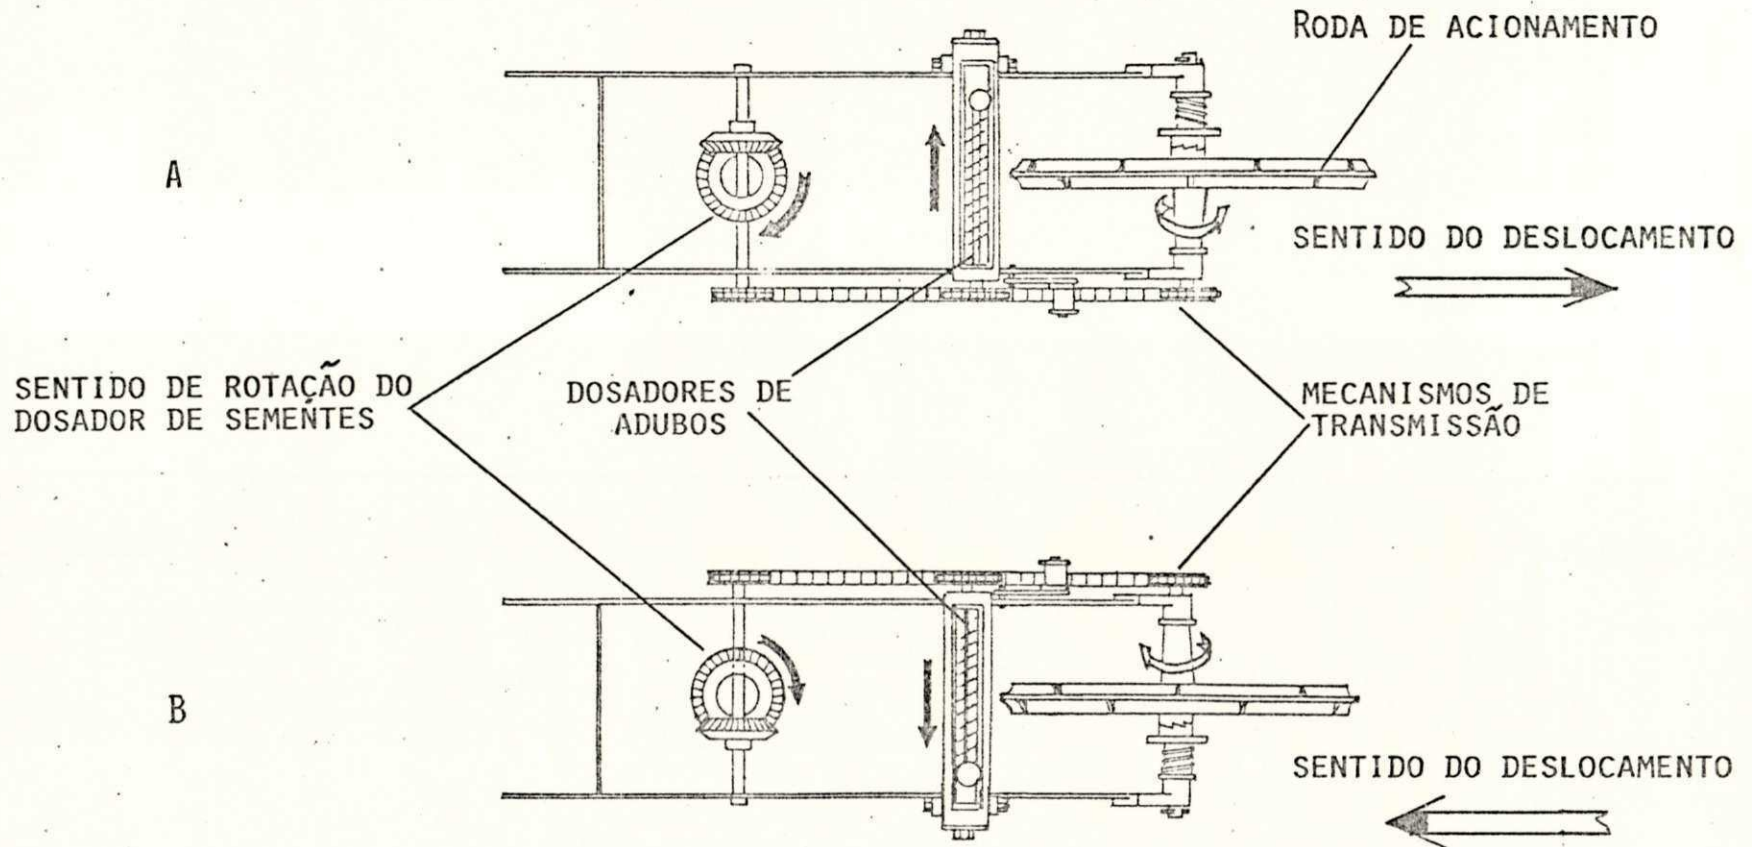 RODA DE ACIONAMENTO
A
SENTIDO DO DESLOCAMENTO
SENTIDO DE ROTAÇÃO DO
DOSADOR DE SEMENTES
DOSADORES DE
ADUBOS
MECANISMOS DE
TRANSMISSÃO
B
SENTIDO DO DESLOCAMENTO